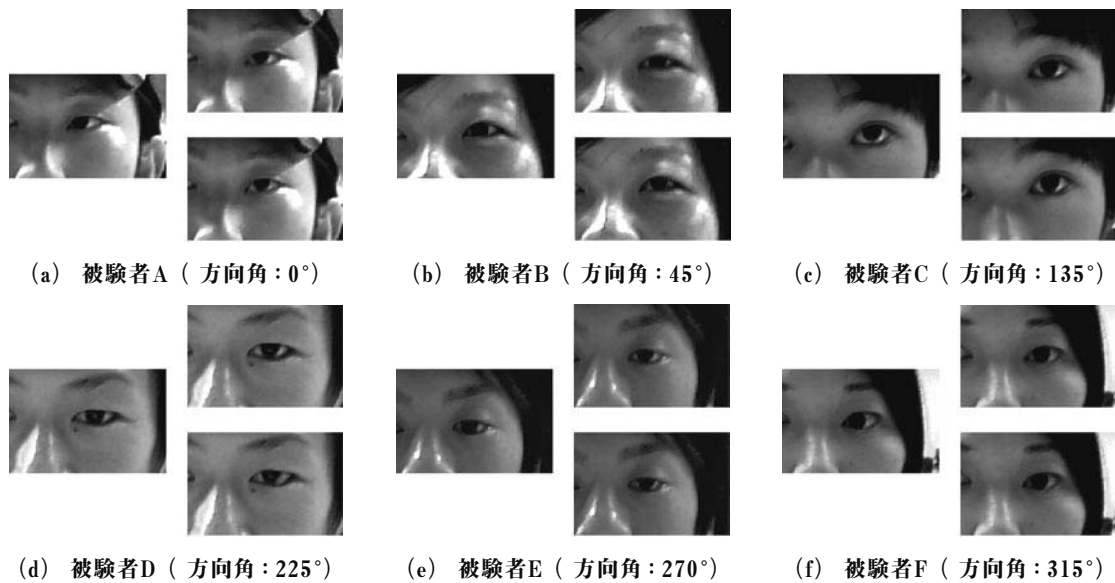 (a) 被験者A ( 方向角：0°)
(b) 被験者B ( 方向角：45°)
(c) 被験者C ( 方向角：135°)
(d) 被験者D ( 方向角：225°)
(e) 被験者E ( 方向角：270°)
(f) 被験者F ( 方向角：315°)